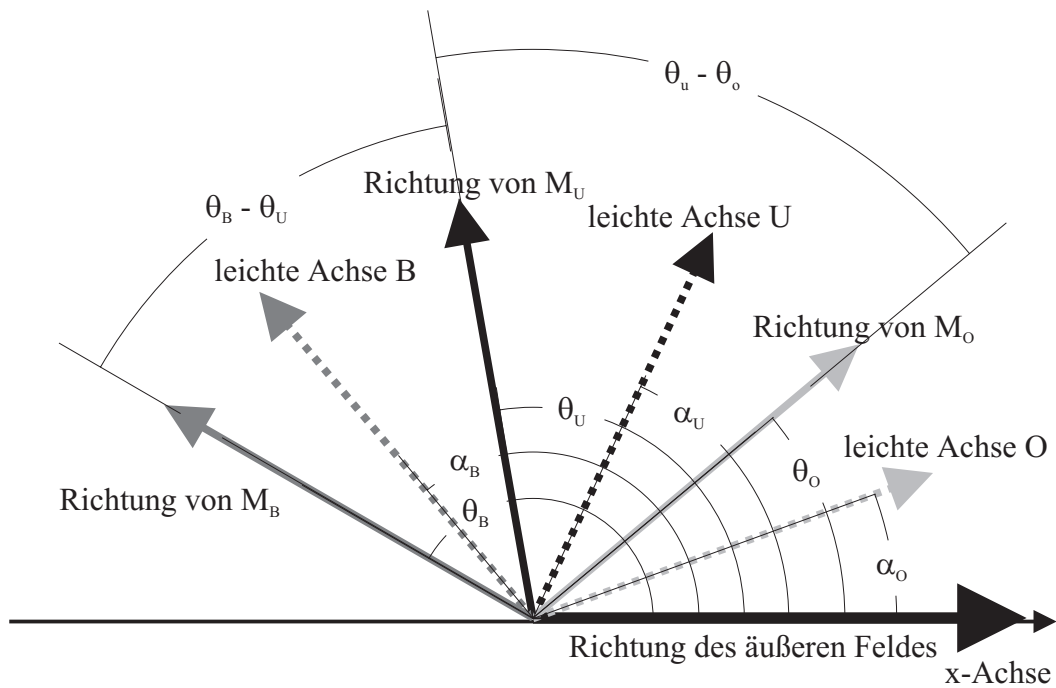 θu - θo
Richtung von MU
θB - θU
leichte Achse U
leichte Achse B
Richtung von MO
θU
αU
leichte Achse O
αB
θO
Richtung von MB
θB
αO
Richtung des äußeren Feldes
x-Achse